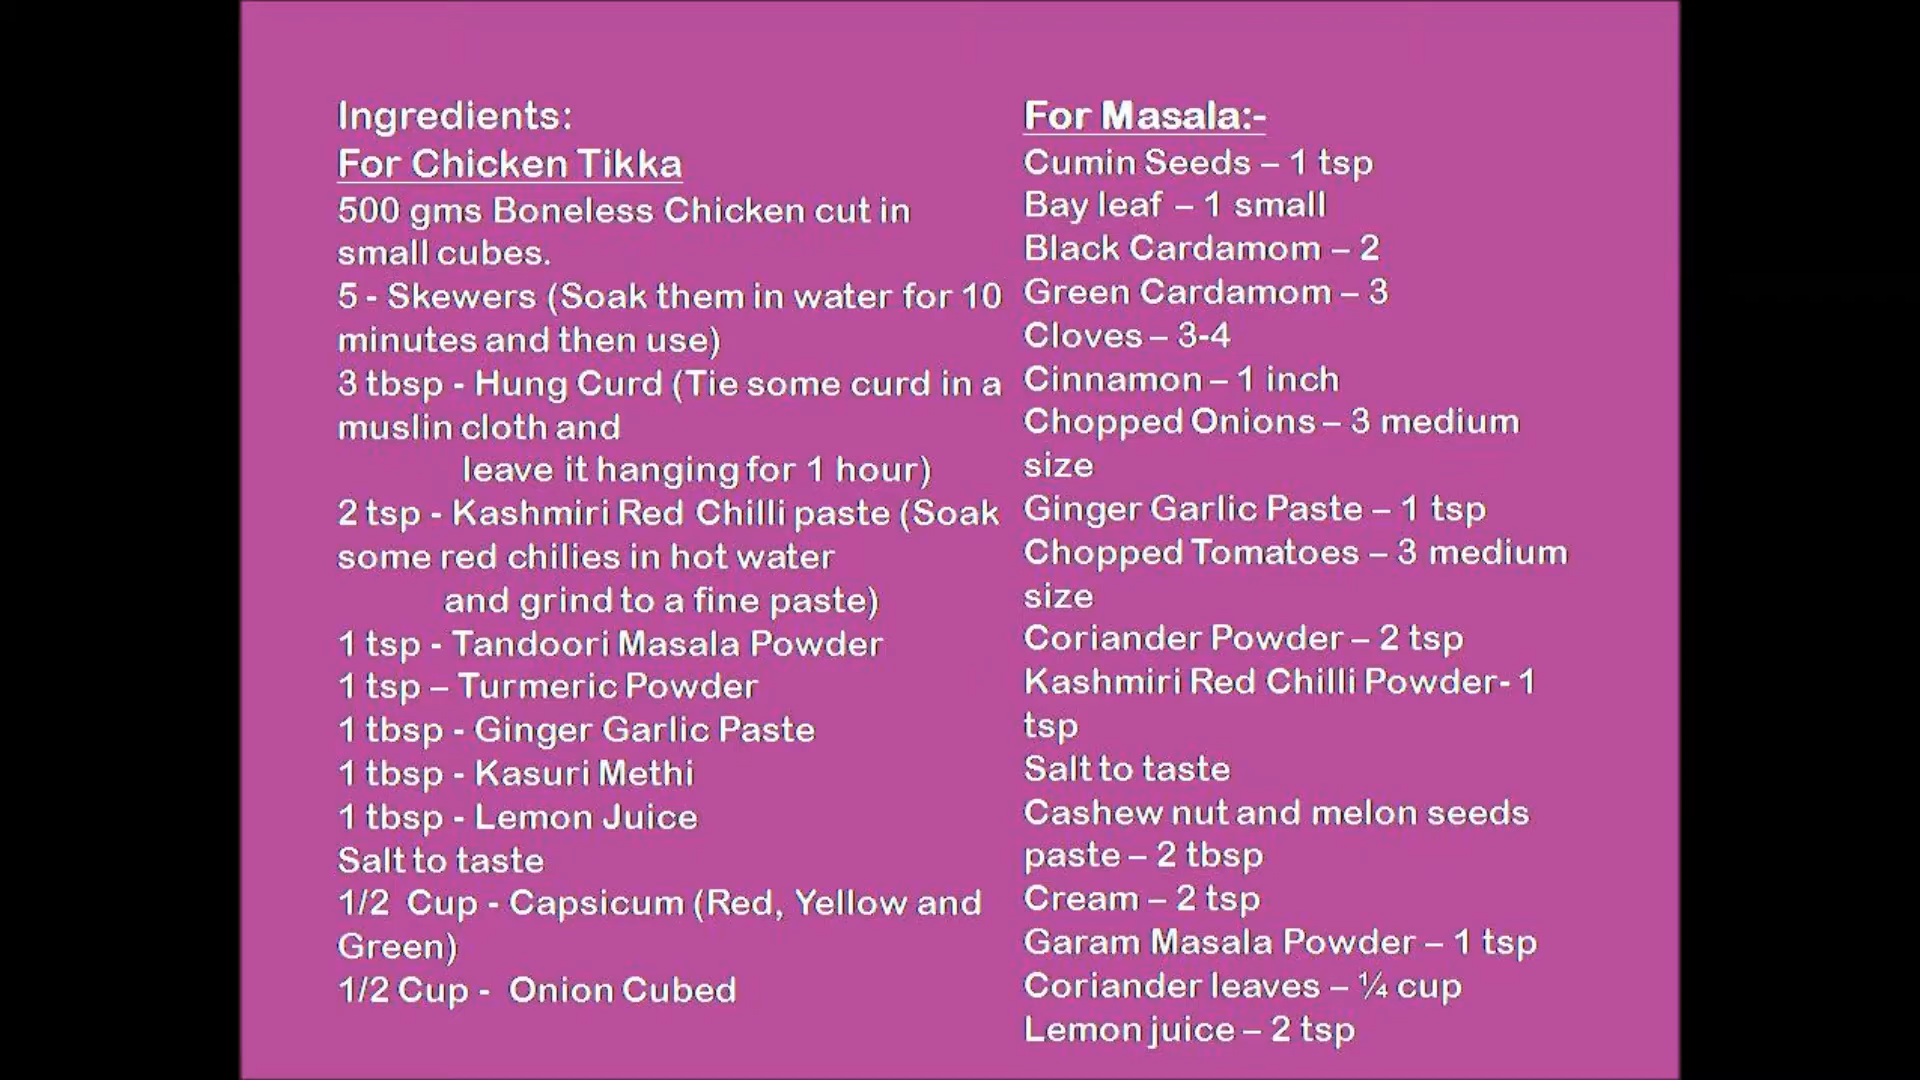 Ingredients:
For Chicken Tikka
500 gms Boneless Chicken cut in
small cubes.
5 - Skewers (Soak them in water for 10
minutes and then use)
3 tbsp - Hung Curd (Tie some curd in a
muslin cloth and
leave it hanging for 1 hour)
2 tsp - Kashmiri Red Chilli paste (Soak
some red chilies in hot water
and grind to a fine paste)
1 tsp - Tandoori Masala Powder
1 tsp – Turmeric Powder
1 tbsp - Ginger Garlic Paste
1 tbsp - Kasuri Methi
1 tbsp - Lemon Juice
Salt to taste
1/2 Cup - Capsicum (Red, Yellow and
Green)
1/2 Cup - Onion Cubed
For Masala:-
Cumin Seeds – 1 tsp
Bay leaf – 1 small
Black Cardamom – 2
Green Cardamom – 3
Cloves – 3-4
Cinnamon – 1 inch
Chopped Onions – 3 medium
size
Ginger Garlic Paste – 1 tsp
Chopped Tomatoes – 3 medium
size
Coriander Powder – 2 tsp
Kashmiri Red Chilli Powder- 1
tsp
Salt to taste
Cashew nut and melon seeds
paste – 2 tbsp
Cream – 2 tsp
Garam Masala Powder – 1 tsp
Coriander leaves – ¼ cup
Lemon juice – 2 tsp